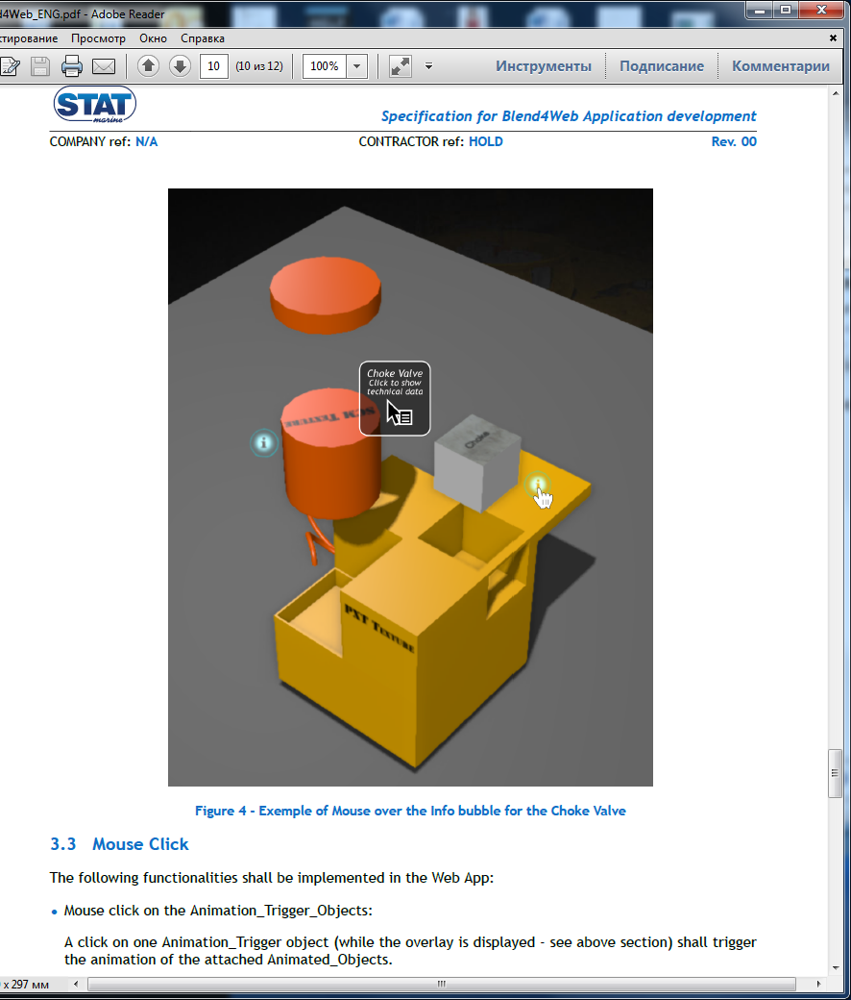 d4Web_ENG.pdf - Adobe Reader
ктирование Просмотр Окно Справка
10 (10 из 12) 100% Инструменты Подписание Комментарии
STAT
marine
Specification for Blend4Web Application development
COMPANY ref: N/A CONTRACTOR ref: HOLD Rev. 00
Choke Valve
Click to show
technical data
SCM Texture
Choke
PXT Texture
Figure 4 - Exemple of Mouse over the Info bubble for the Choke Valve
3.3 Mouse Click
The following functionalities shall be implemented in the Web App:
• Mouse click on the Animation_Trigger_Objects:
A click on one Animation_Trigger object (while the overlay is displayed - see above section) shall trigger
the animation of the attached Animated_Objects.
x 297 мм